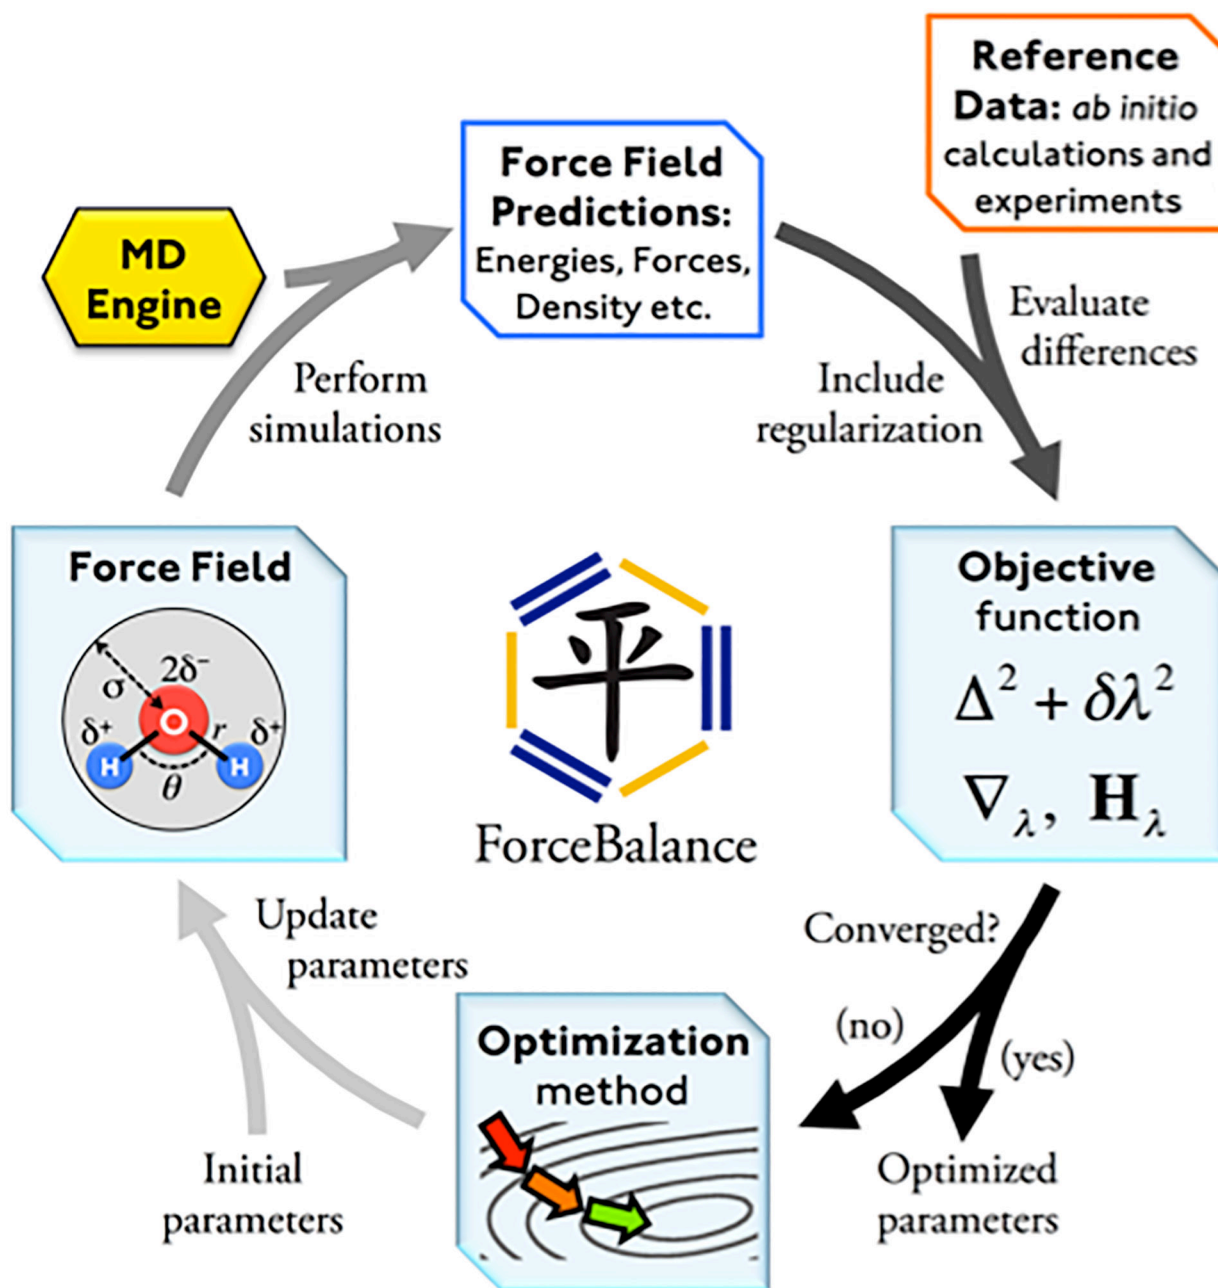 Reference
Data: ab initio
calculations and
experiments
Force Field
Predictions:
Energies, Forces,
Density etc.
MD
Engine
Perform
simulations
Include
regularization
Evaluate
differences
Force Field
σ
2δ⁻
O
δ⁺
r
δ⁺
H
H
θ
平
ForceBalance
Objective
function
Δ² + δλ²
∇λ, Hλ
Update
parameters
Converged?
(no)
(yes)
Optimization
method
Initial
parameters
Optimized
parameters